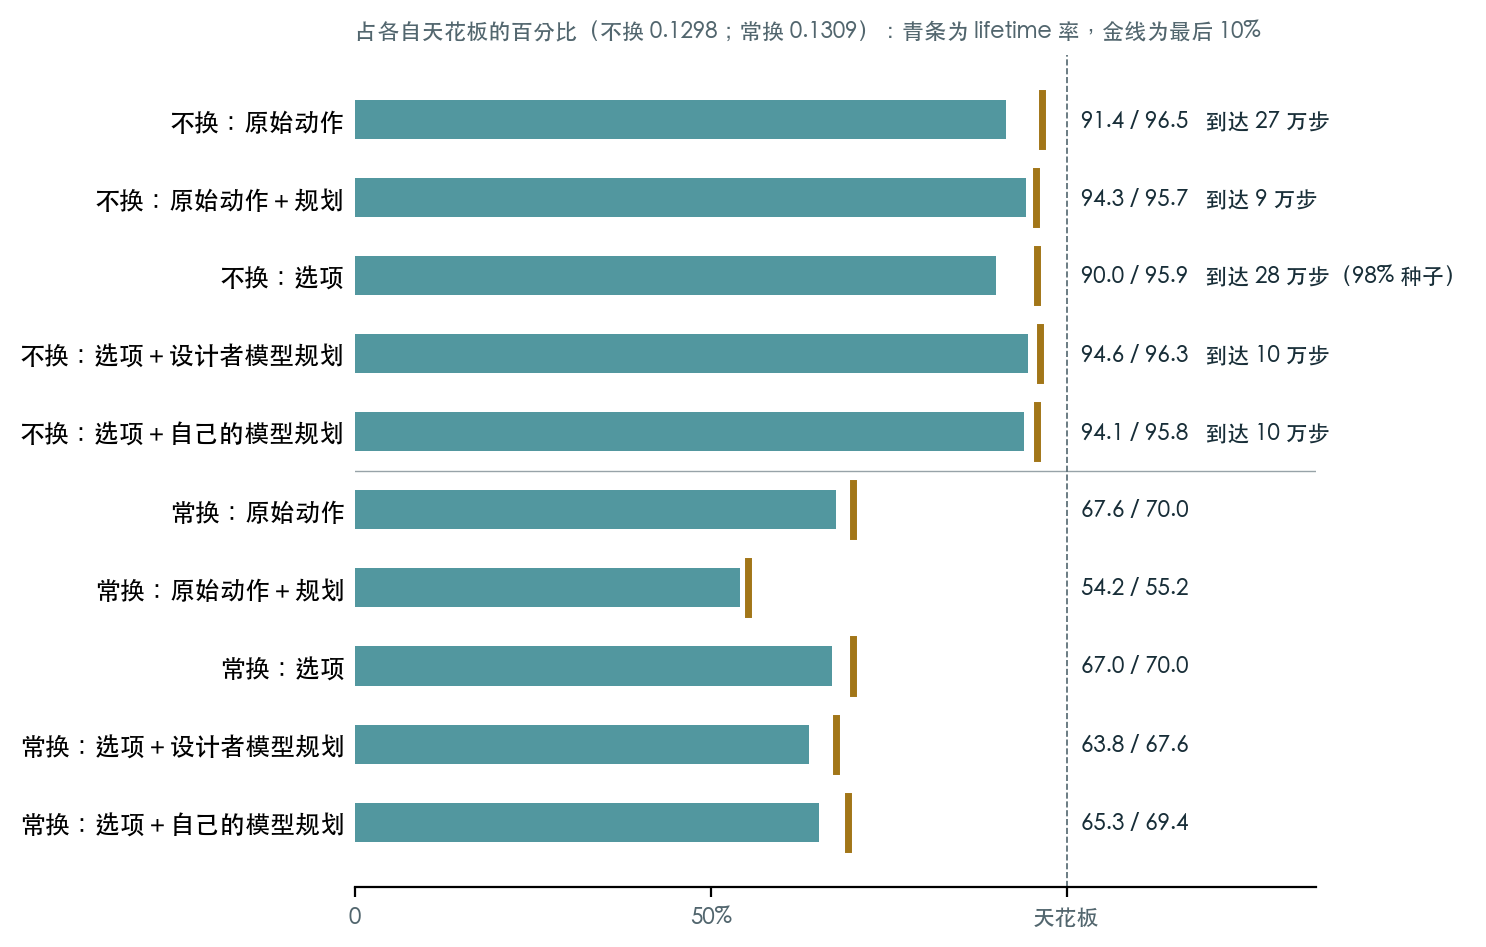 占各自天花板的百分比（不换 0.1298；常换 0.1309）：青条为 lifetime 率，金线为最后 10%
不换：原始动作 91.4 / 96.5 到达 27 万步
不换：原始动作 + 规划 94.3 / 95.7 到达 9 万步
不换：选项 90.0 / 95.9 到达 28 万步（98% 种子）
不换：选项 + 设计者模型规划 94.6 / 96.3 到达 10 万步
不换：选项 + 自己的模型规划 94.1 / 95.8 到达 10 万步
常换：原始动作 67.6 / 70.0
常换：原始动作 + 规划 54.2 / 55.2
常换：选项 67.0 / 70.0
常换：选项 + 设计者模型规划 63.8 / 67.6
常换：选项 + 自己的模型规划 65.3 / 69.4
0 50% 天花板